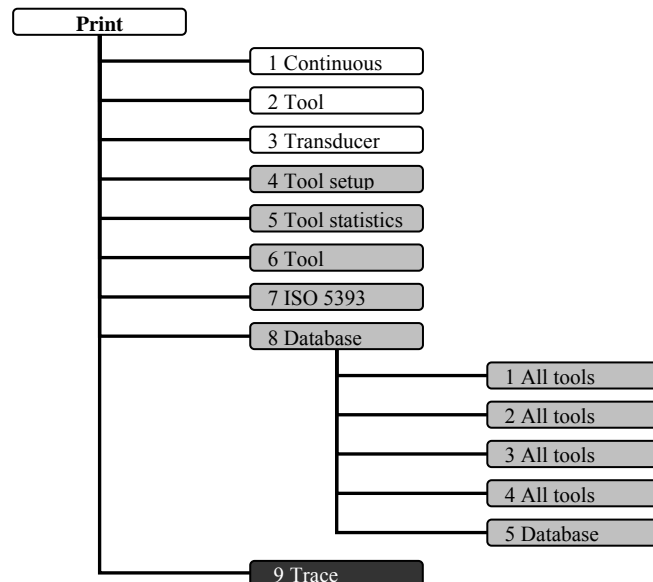 Print
1 Continuous
2 Tool
3 Transducer
4 Tool setup
5 Tool statistics
6 Tool
7 ISO 5393
8 Database
1 All tools
2 All tools
3 All tools
4 All tools
5 Database
9 Trace